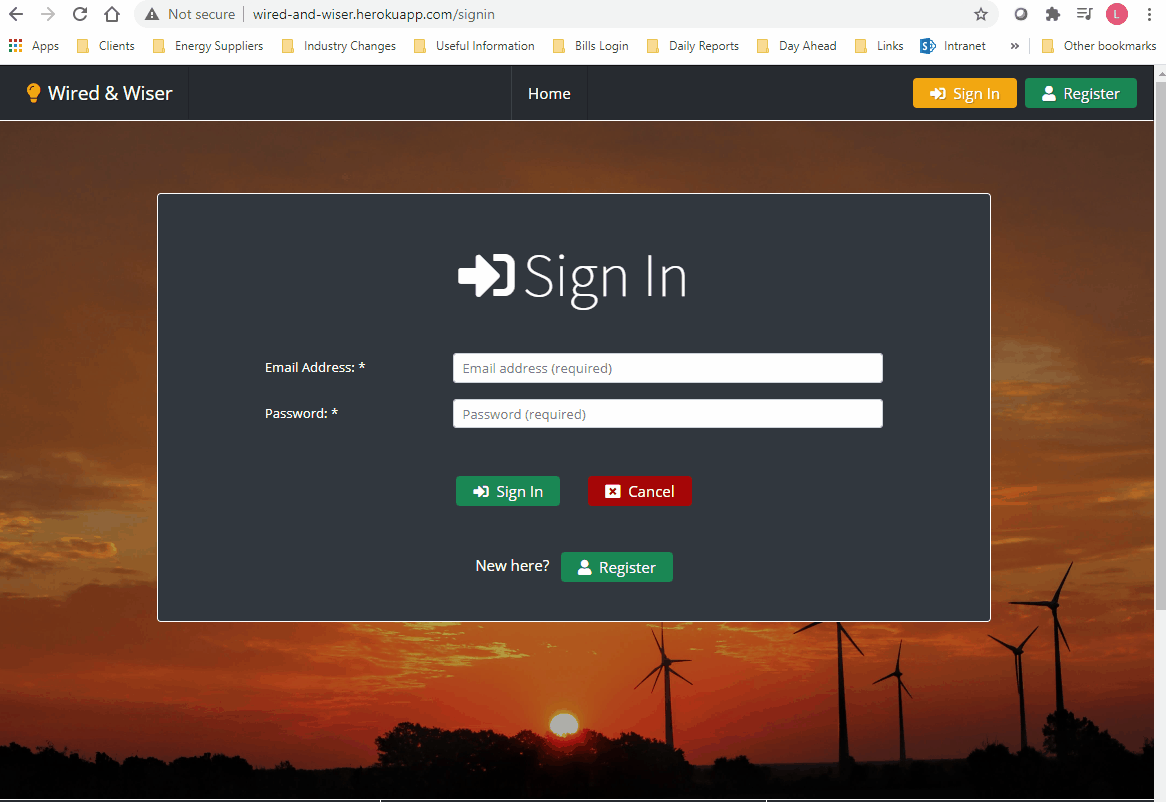 Not secure wired-and-wiser.herokuapp.com/signin L
Apps Clients Energy Suppliers Industry Changes Useful Information Bills Login Daily Reports Day Ahead Links S Intranet » Other bookmarks
Wired & Wiser Home Sign In Register
Sign In
Email Address: * Email address (required)
Password: * Password (required)
Sign In Cancel
New here? Register